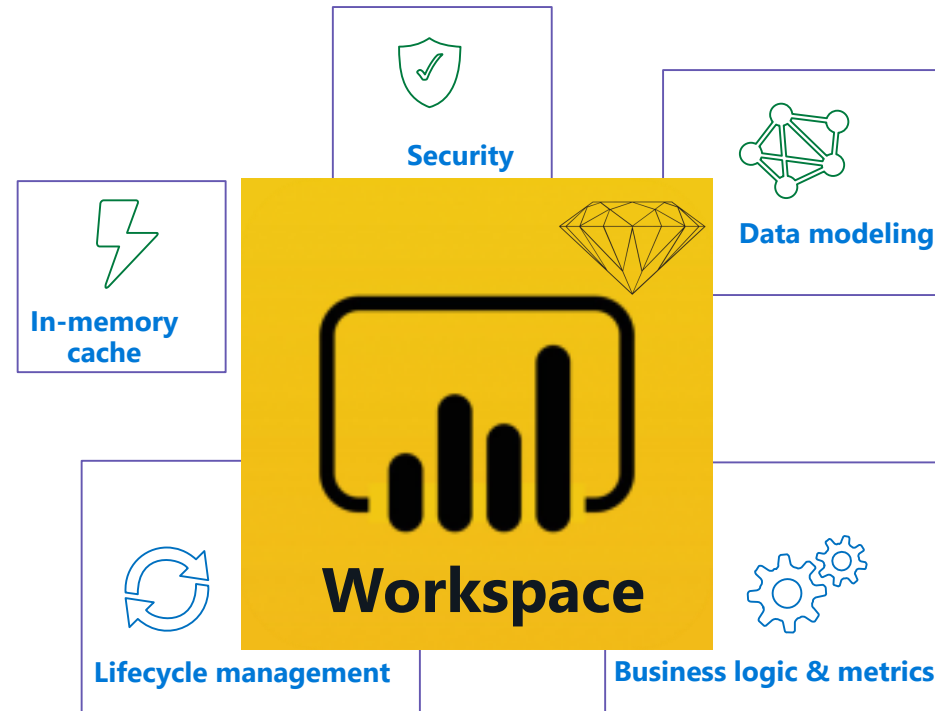 Security
Data modeling
In-memory
cache
Workspace
Lifecycle management
Business logic & metrics